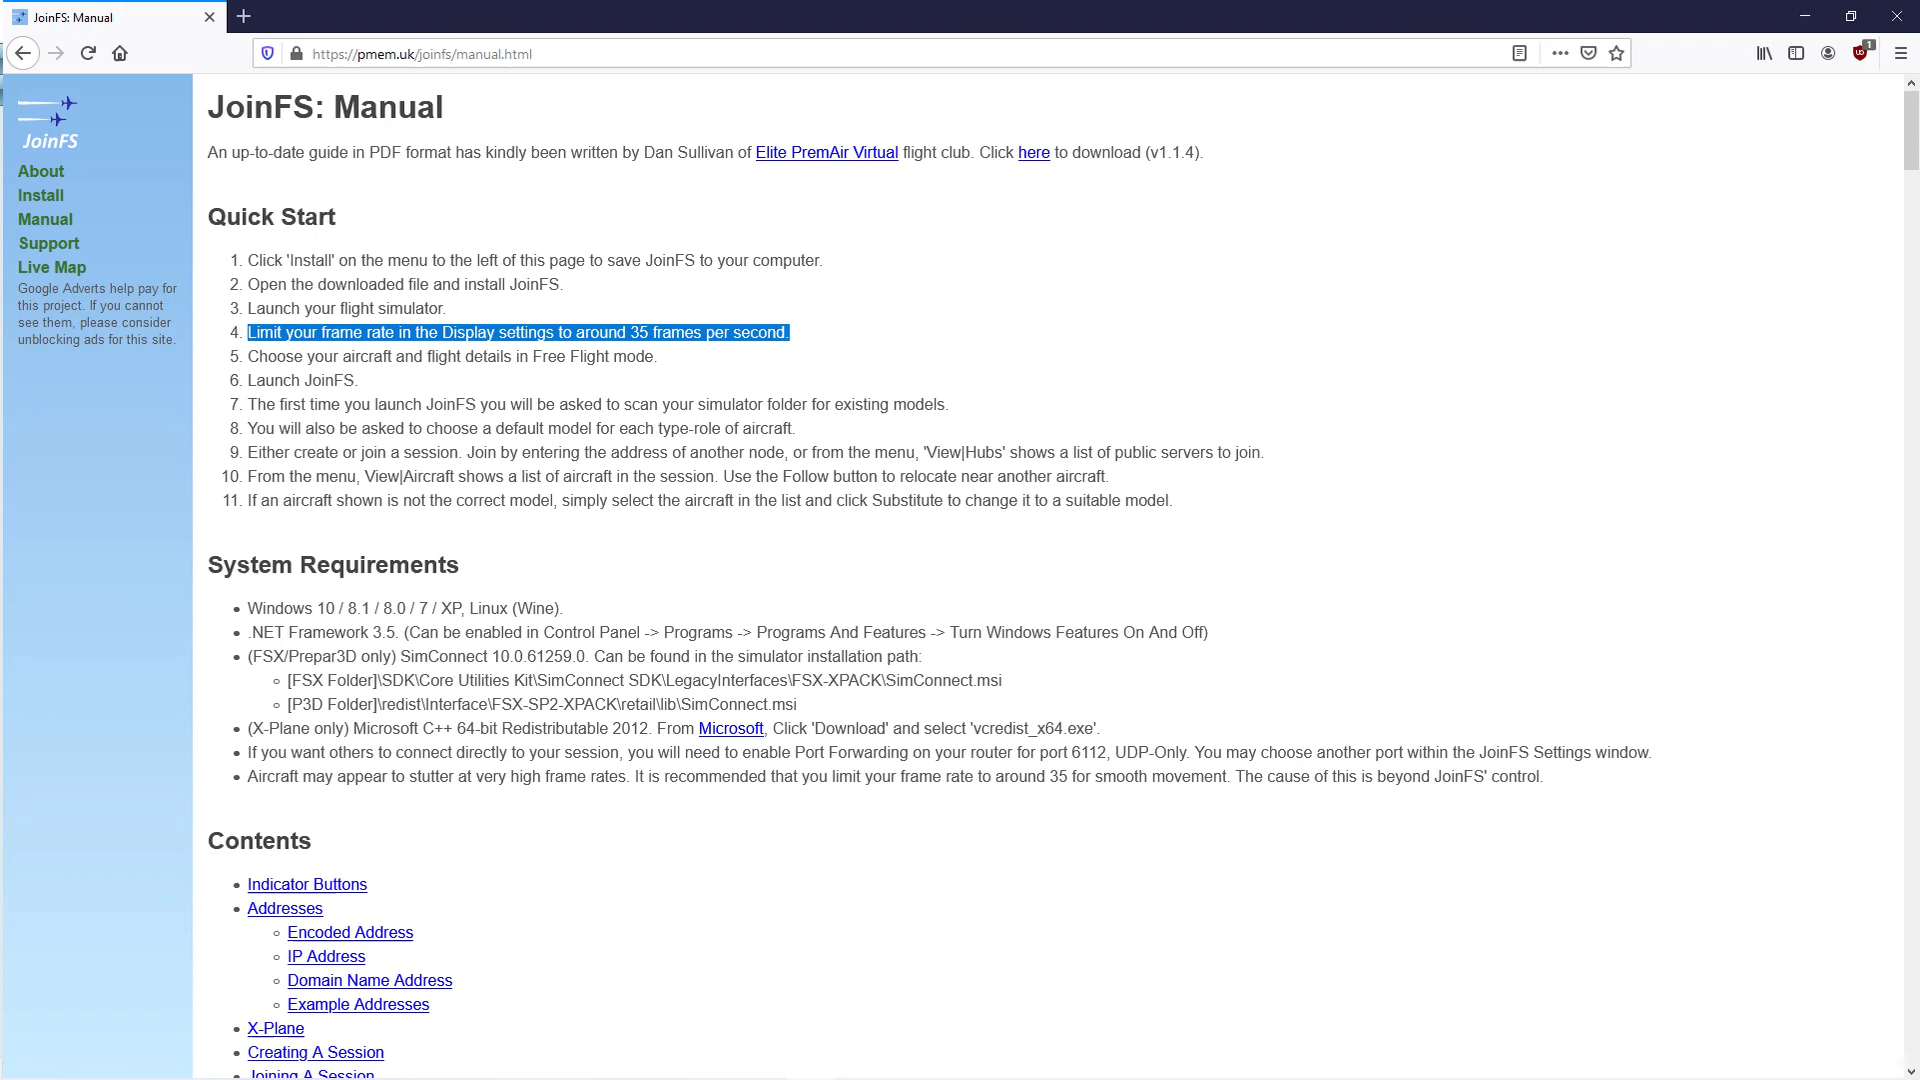 JoinFS: Manual
https://pmem.uk/joinfs/manual.html
1
JoinFS
About
Install
Manual
Support
Live Map
Google Adverts help pay for
this project. If you cannot
see them, please consider
unblocking ads for this site.
JoinFS: Manual
An up-to-date guide in PDF format has kindly been written by Dan Sullivan of Elite PremAir Virtual flight club. Click here to download (v1.1.4).
Quick Start
1. Click 'Install' on the menu to the left of this page to save JoinFS to your computer.
2. Open the downloaded file and install JoinFS.
3. Launch your flight simulator.
4. Limit your frame rate in the Display settings to around 35 frames per second.
5. Choose your aircraft and flight details in Free Flight mode.
6. Launch JoinFS.
7. The first time you launch JoinFS you will be asked to scan your simulator folder for existing models.
8. You will also be asked to choose a default model for each type-role of aircraft.
9. Either create or join a session. Join by entering the address of another node, or from the menu, 'View|Hubs' shows a list of public servers to join.
10. From the menu, View|Aircraft shows a list of aircraft in the session. Use the Follow button to relocate near another aircraft.
11. If an aircraft shown is not the correct model, simply select the aircraft in the list and click Substitute to change it to a suitable model.
System Requirements
Windows 10 / 8.1 / 8.0 / 7 / XP, Linux (Wine).
.NET Framework 3.5. (Can be enabled in Control Panel -> Programs -> Programs And Features -> Turn Windows Features On And Off)
(FSX/Prepar3D only) SimConnect 10.0.61259.0. Can be found in the simulator installation path:
[FSX Folder]\SDK\Core Utilities Kit\SimConnect SDK\LegacyInterfaces\FSX-XPACK\SimConnect.msi
[P3D Folder]\redist\Interface\FSX-SP2-XPACK\retail\lib\SimConnect.msi
(X-Plane only) Microsoft C++ 64-bit Redistributable 2012. From Microsoft, Click 'Download' and select 'vcredist_x64.exe'.
If you want others to connect directly to your session, you will need to enable Port Forwarding on your router for port 6112, UDP-Only. You may choose another port within the JoinFS Settings window.
Aircraft may appear to stutter at very high frame rates. It is recommended that you limit your frame rate to around 35 for smooth movement. The cause of this is beyond JoinFS' control.
Contents
Indicator Buttons
Addresses
Encoded Address
IP Address
Domain Name Address
Example Addresses
X-Plane
Creating A Session
Joining A Session